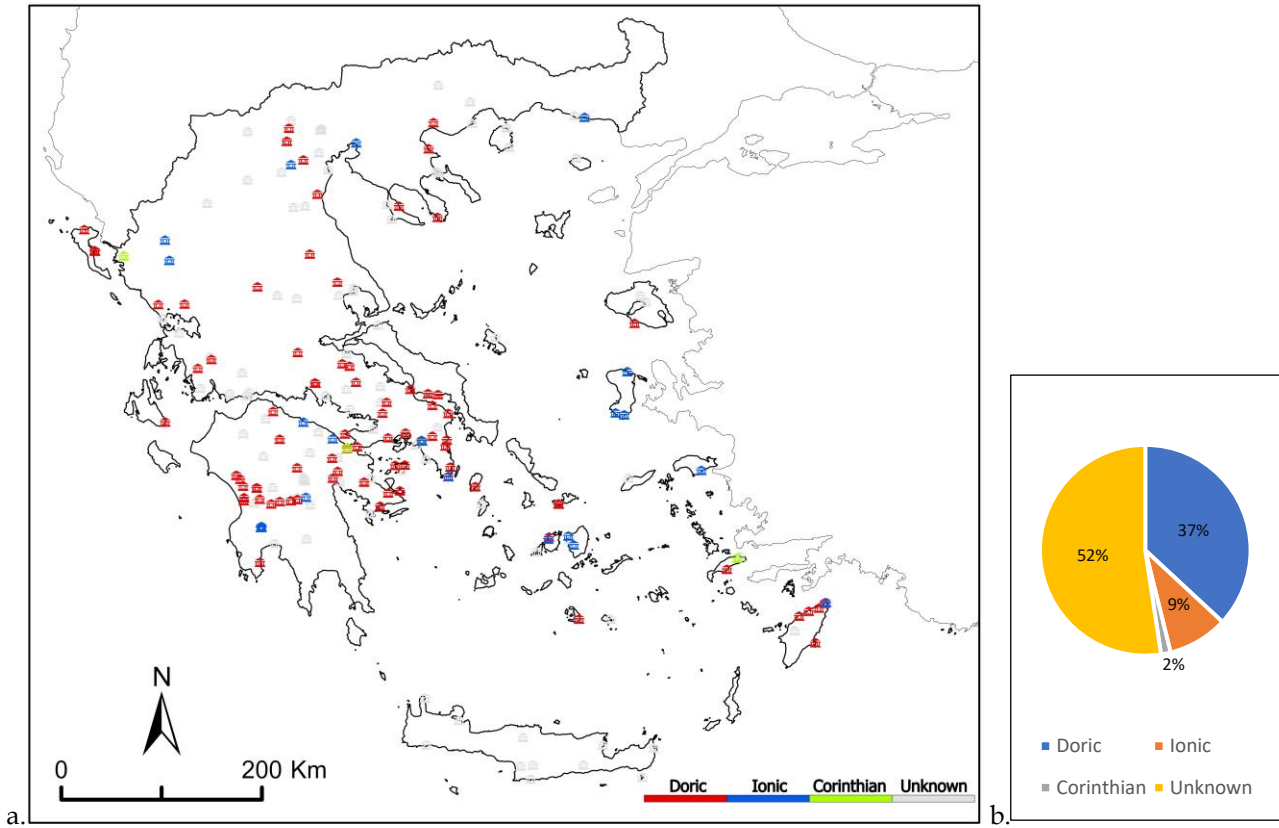 N
0 200 Km
Doric Ionic Corinthian Unknown
a.
37%
9%
2%
52%
Doric Ionic
Corinthian Unknown
b.